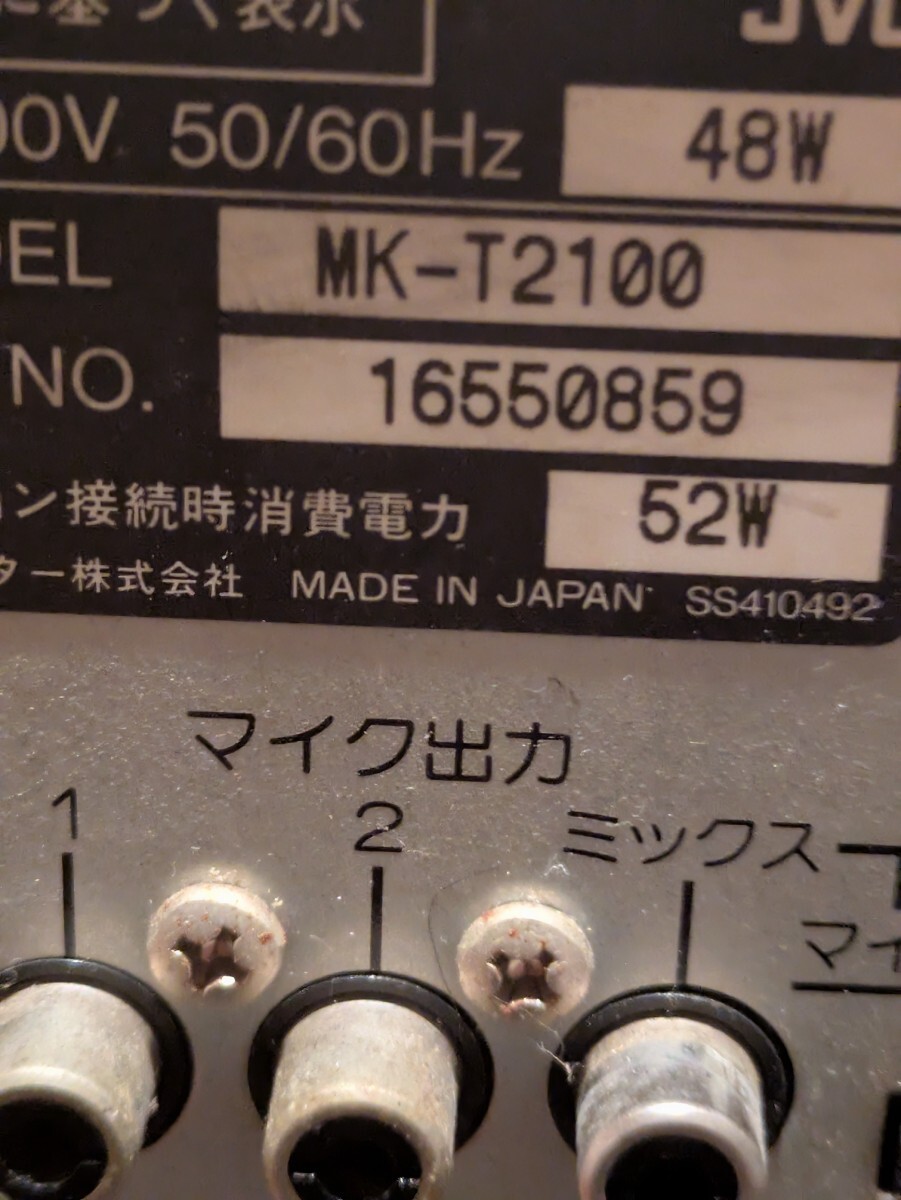 に基づく表示
JVC
00V 50/60Hz 48W
DEL MK-T2100
NO. 16550859
ン接続時消費電力 52W
ター株式会社 MADE IN JAPAN SS410492
マイク出力
1 2 ミックス
マイ